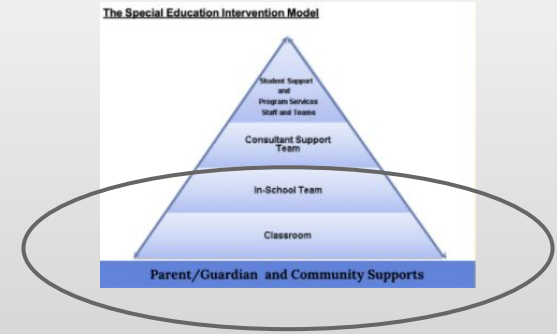 The Special Education Intervention Model
Student Support
and
Program Services
Staff and Teams
Consultant Support
Team
In-School Team
Classroom
Parent/Guardian and Community Supports